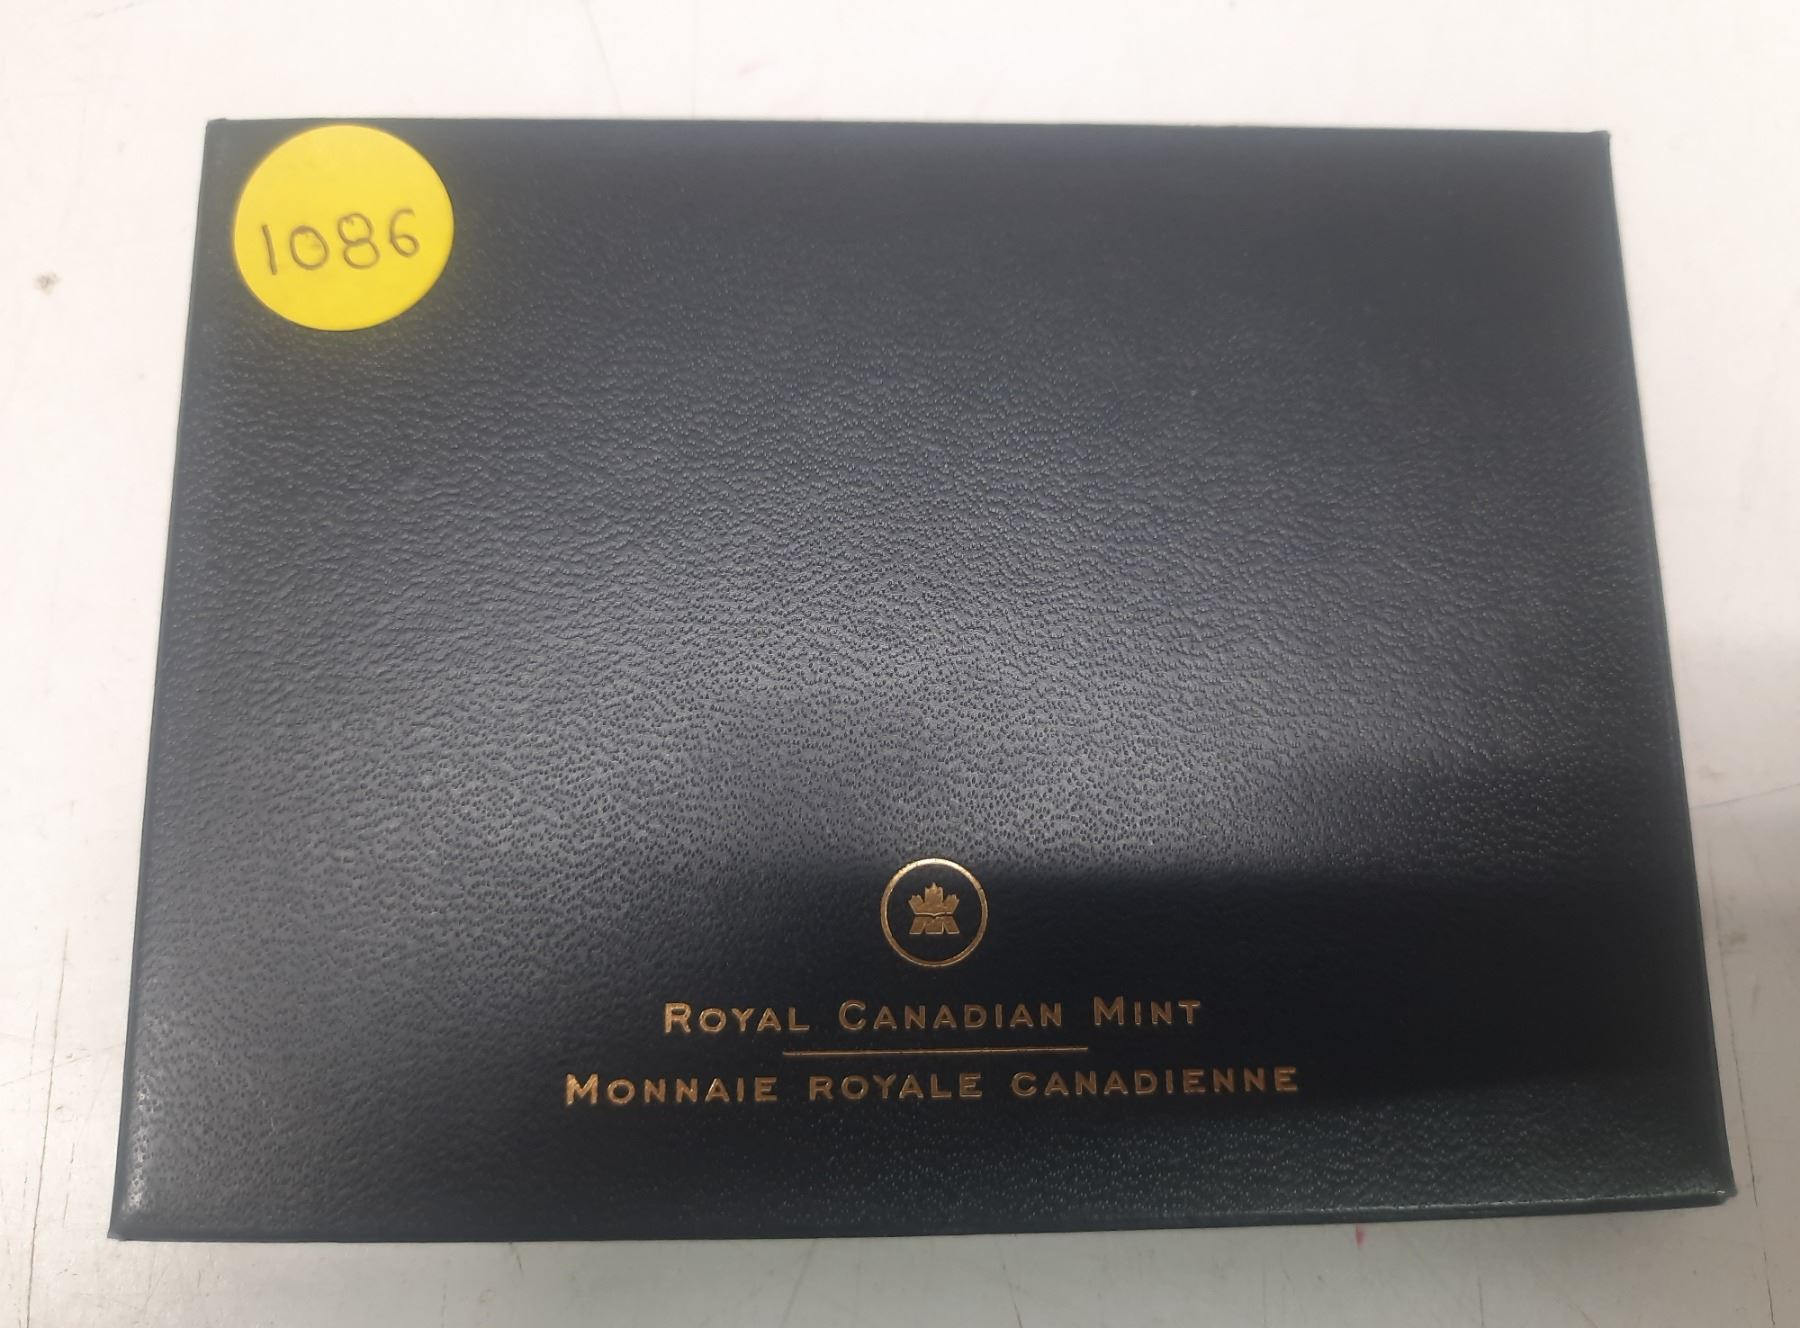 1086
ROYAL CANADIAN MINT
MONNAIE ROYALE CANADIENNE